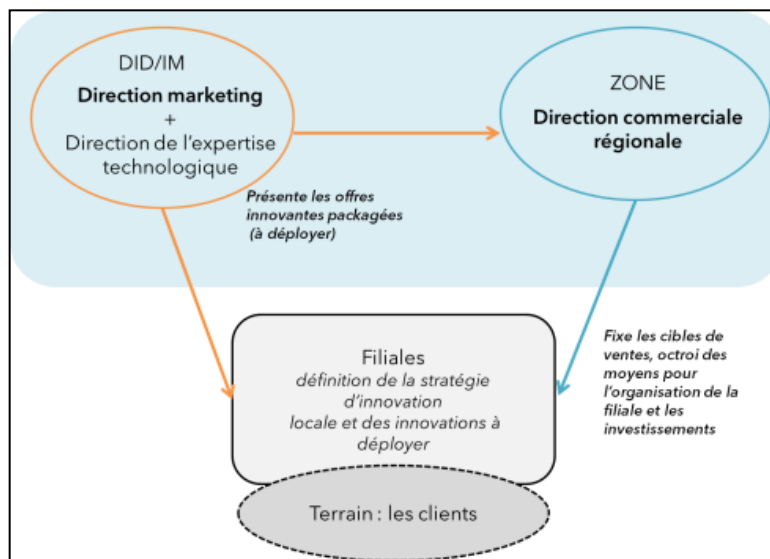 DID/IM
Direction marketing
+
Direction de l'expertise
technologique
ZONE
Direction commerciale
régionale
Présente les offres
innovantes packagées
(à déployer)
Fixe les cibles de
ventes, octroi des
moyens pour
l'organisation de la
filiale et les
investissements
Filiales
définition de la stratégie
d'innovation
locale et des innovations à
déployer
Terrain : les clients